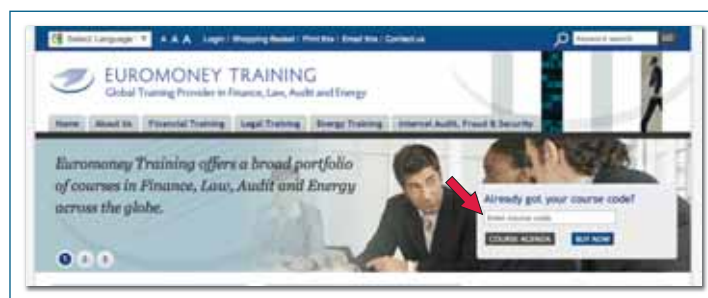 Select Language
A A A
Login | Shopping Basket | Print this | Email this | Contact us
keyword search
EUROMONEY TRAINING
Global Training Provider in Finance, Law, Audit and Energy
Home
About Us
Financial Training
Legal Training
Energy Training
Internal Audit, Fraud & Security
Euromoney Training offers a broad portfolio
of courses in Finance, Law, Audit and Energy
across the globe.
Already got your course code?
Enter course code
COURSE AGENDA
BUY NOW
1 2 3